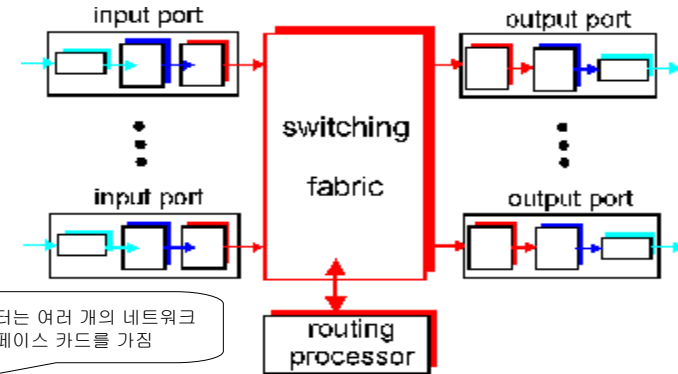 input port
output port
switching
fabric
input port
output port
터는 여러 개의 네트워크
페이스 카드를 가짐
routing
processor